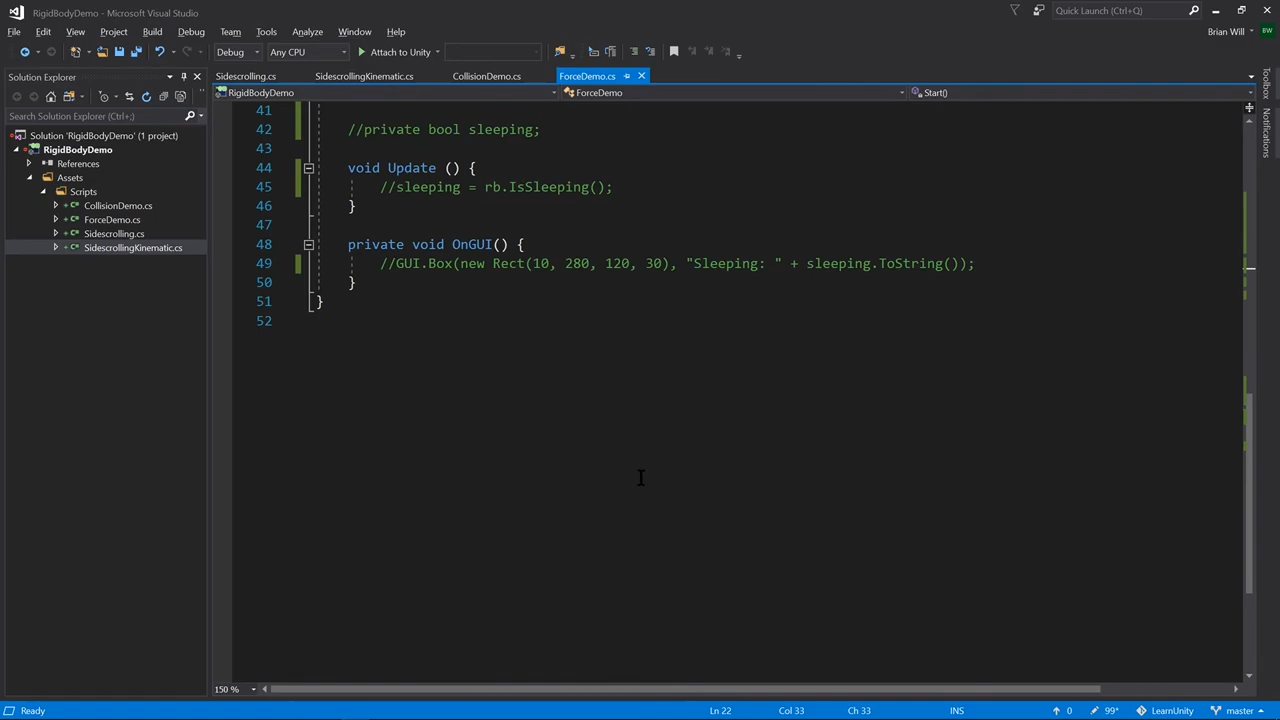 RigidBodyDemo - Microsoft Visual Studio
Quick Launch (Ctrl+Q)
File Edit View Project Build Debug Team Tools Analyze Window Help
Brian Will
BW
Debug Any CPU Attach to Unity
Solution Explorer
Sidescrolling.cs SidescrollingKinematic.cs CollisionDemo.cs ForceDemo.cs
RigidBodyDemo ForceDemo Start()
Search Solution Explorer (Ctrl+;)
Solution 'RigidBodyDemo' (1 project)
RigidBodyDemo
References
Assets
Scripts
CollisionDemo.cs
ForceDemo.cs
Sidescrolling.cs
SidescrollingKinematic.cs
41
42 //private bool sleeping;
43
44 void Update () {
45 //sleeping = rb.IsSleeping();
46 }
47
48 private void OnGUI() {
49 //GUI.Box(new Rect(10, 280, 120, 30), "Sleeping: " + sleeping.ToString());
50 }
51 }
52
Toolbox
Notifications
150 %
Ready Ln 22 Col 33 Ch 33 INS 0 99* LearnUnity master